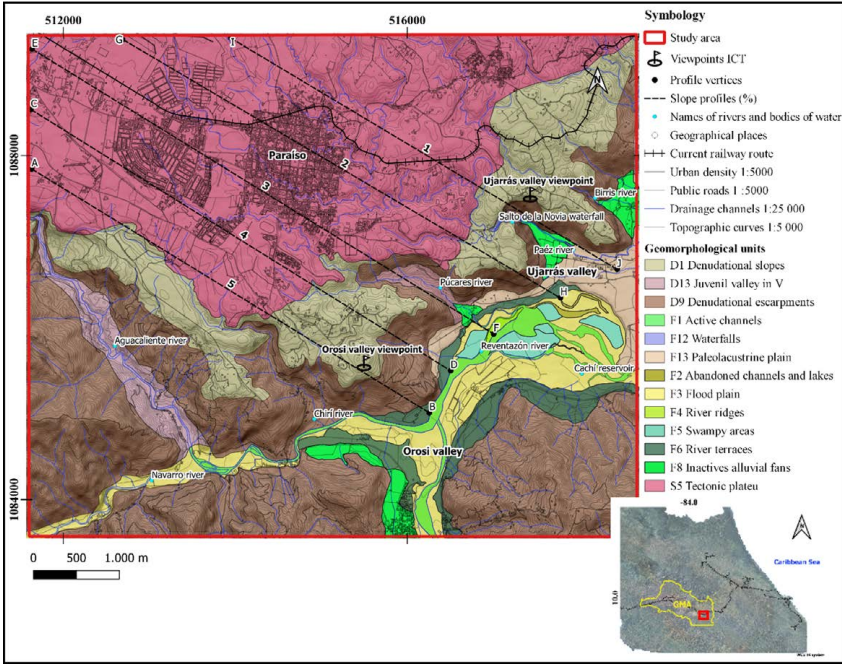 512000
516000
1088000
1084000
E
G
I
C
A
1
2
3
4
5
Paraíso
Ujarrás valley viewpoint
Birrís river
Salto de la Novia waterfall
Paéz river
Ujarrás valley
J
H
Púcares river
F
Reventazón river
Aguacaliente river
Orosi valley viewpoint
D
Cachí reservoir
B
Chirí river
Orosi valley
Navarro river
N
0 500 1.000 m
Symbology
Study area
Viewpoints ICT
Profile vertices
Slope profiles (%)
Names of rivers and bodies of water
Geographical places
Current railway route
Urban density 1:5000
Public roads 1 :5000
Drainage channels 1:25 000
Topographic curves 1:5 000
Geomorphological units
D1 Denudational slopes
D13 Juvenil valley in V
D9 Denudational escarpments
F1 Active channels
F12 Waterfalls
F13 Paleolacustrine plain
F2 Abandoned channels and lakes
F3 Flood plain
F4 River ridges
F5 Swampy areas
F6 River terraces
F8 Inactives alluvial fans
S5 Tectonic plateu
-84.0
10.0
N
Caribbean Sea
GMA